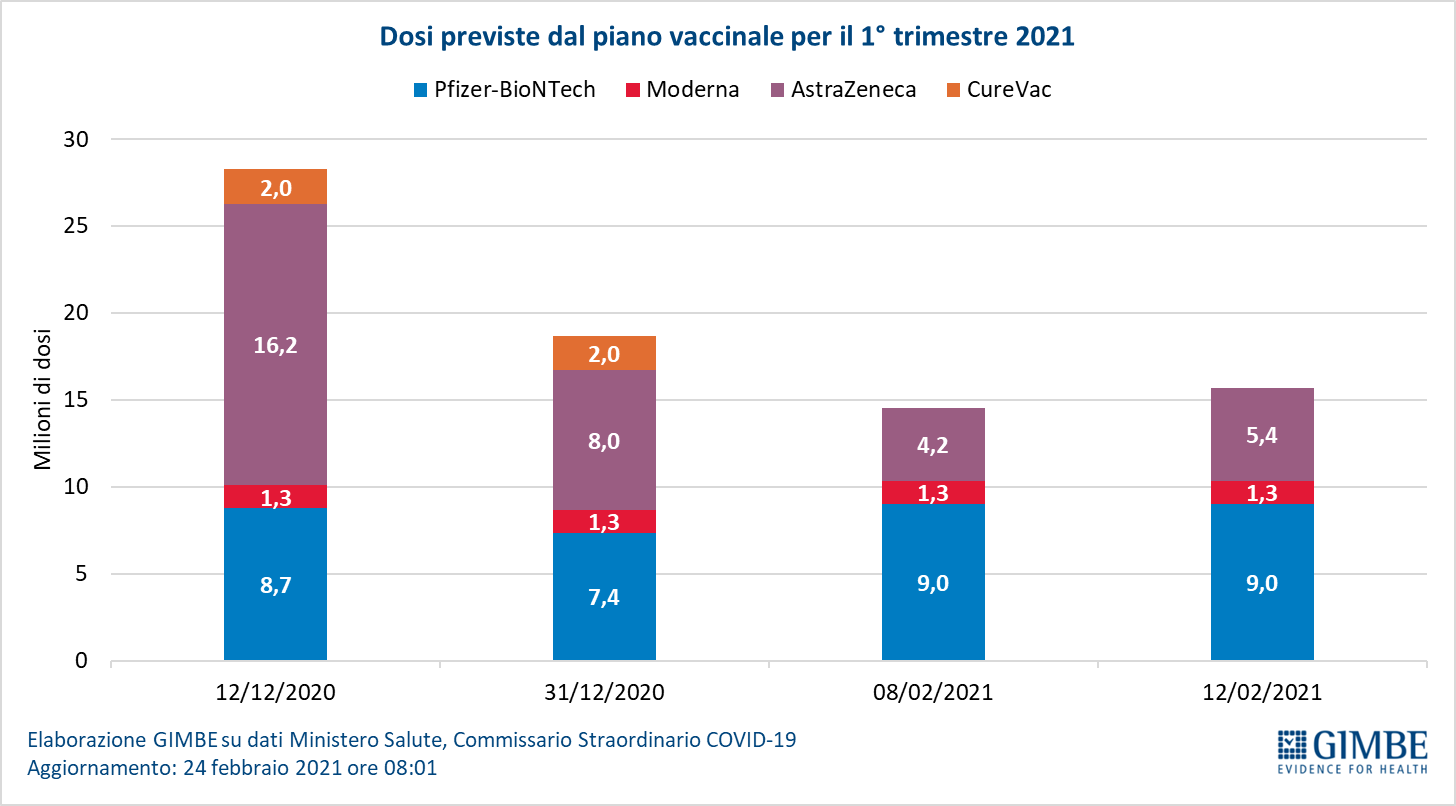 Dosi previste dal piano vaccinale per il 1° trimestre 2021
Pfizer-BioNTech Moderna AstraZeneca CureVac
Milioni di dosi
30
25
20
15
10
5
0
2,0
16,2
1,3
8,7
2,0
8,0
1,3
7,4
4,2
1,3
9,0
5,4
1,3
9,0
12/12/2020 31/12/2020 08/02/2021 12/02/2021
Elaborazione GIMBE su dati Ministero Salute, Commissario Straordinario COVID-19
Aggiornamento: 24 febbraio 2021 ore 08:01
GIMBE
EVIDENCE FOR HEALTH